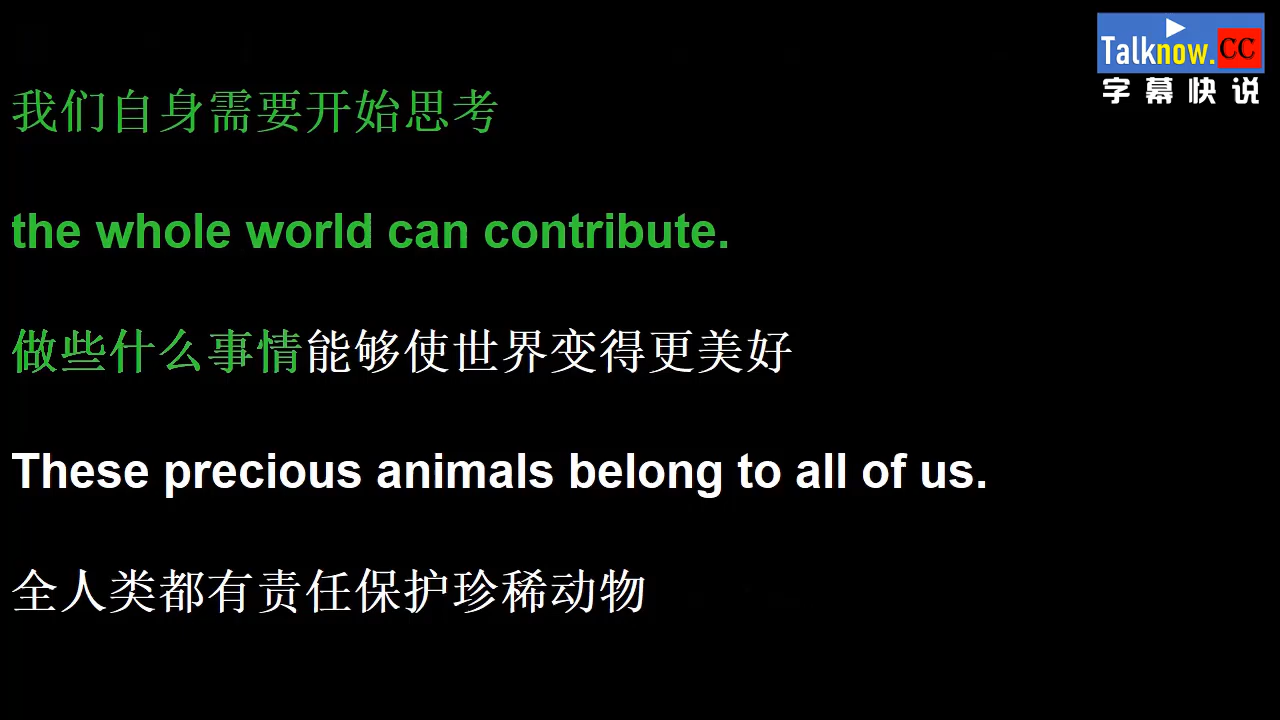 Talknow.CC
字幕快说
我们自身需要开始思考
the whole world can contribute.
做些什么事情能够使世界变得更美好
These precious animals belong to all of us.
全人类都有责任保护珍稀动物